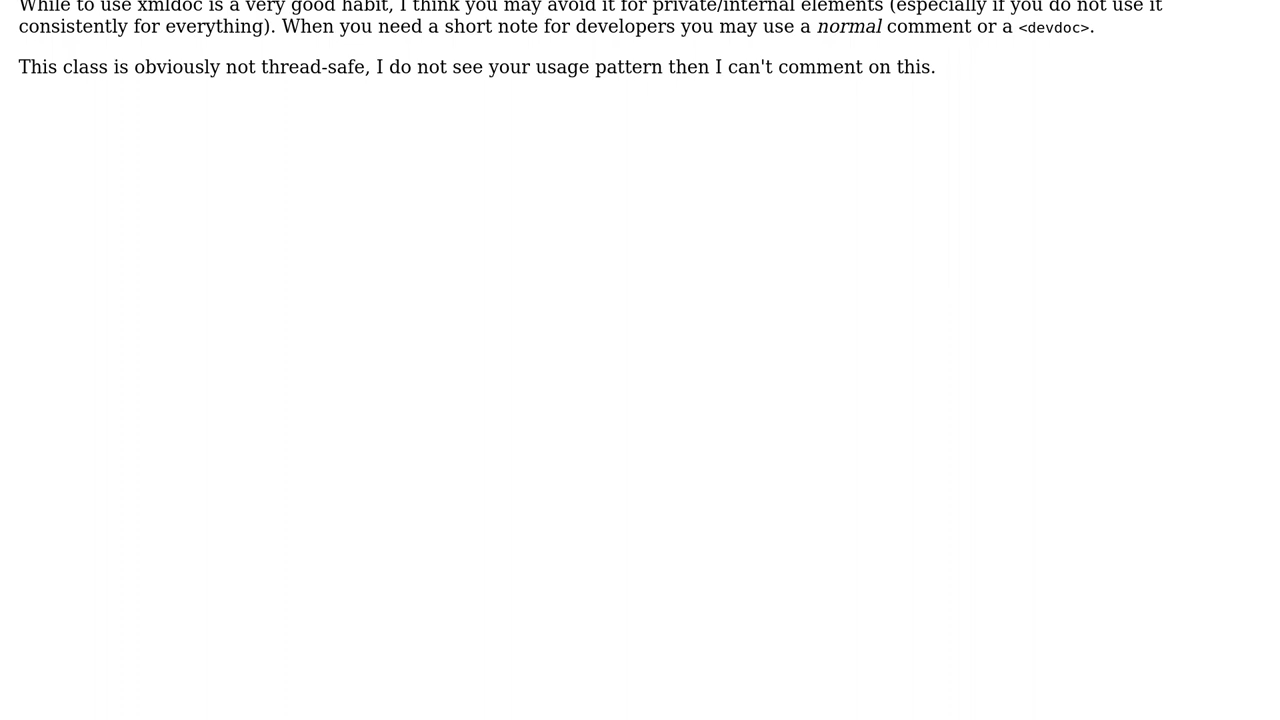 While to use xmldoc is a very good habit, I think you may avoid it for private/internal elements (especially if you do not use it
consistently for everything). When you need a short note for developers you may use a normal comment or a <devdoc>.
This class is obviously not thread-safe, I do not see your usage pattern then I can't comment on this.